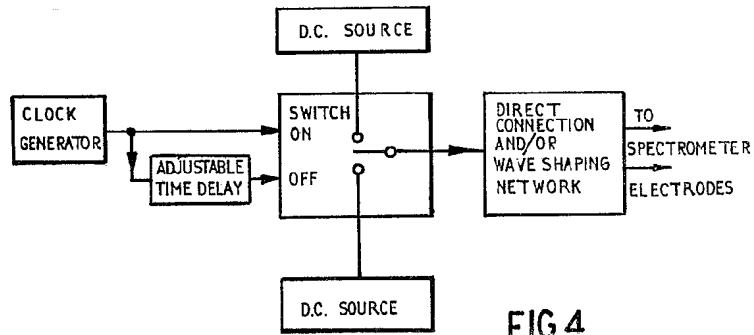 D.C. SOURCE
CLOCK
GENERATOR
ADJUSTABLE
TIME DELAY
SWITCH
ON
OFF
DIRECT
CONNECTION
AND/OR
WAVE SHAPING
NETWORK
TO
SPECTROMETER
ELECTRODES
D.C. SOURCE
FIG 4